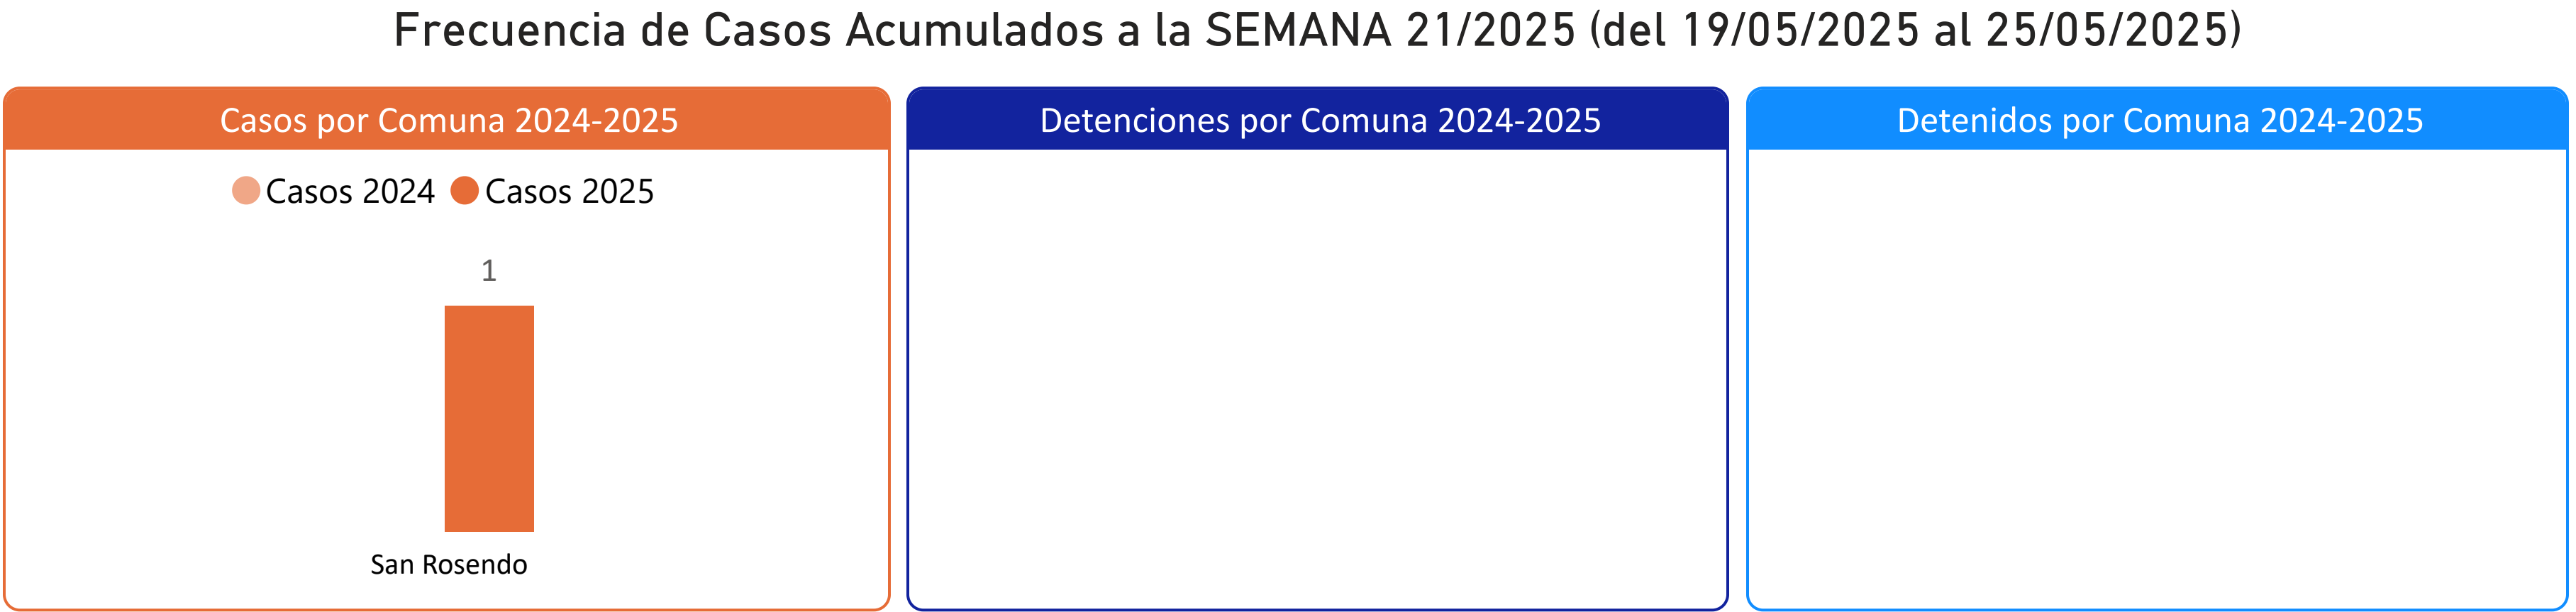 Frecuencia de Casos Acumulados a la SEMANA 21/2025 (del 19/05/2025 al 25/05/2025)
Casos por Comuna 2024-2025
Casos 2024 Casos 2025
1
San Rosendo
Detenciones por Comuna 2024-2025
Detenidos por Comuna 2024-2025